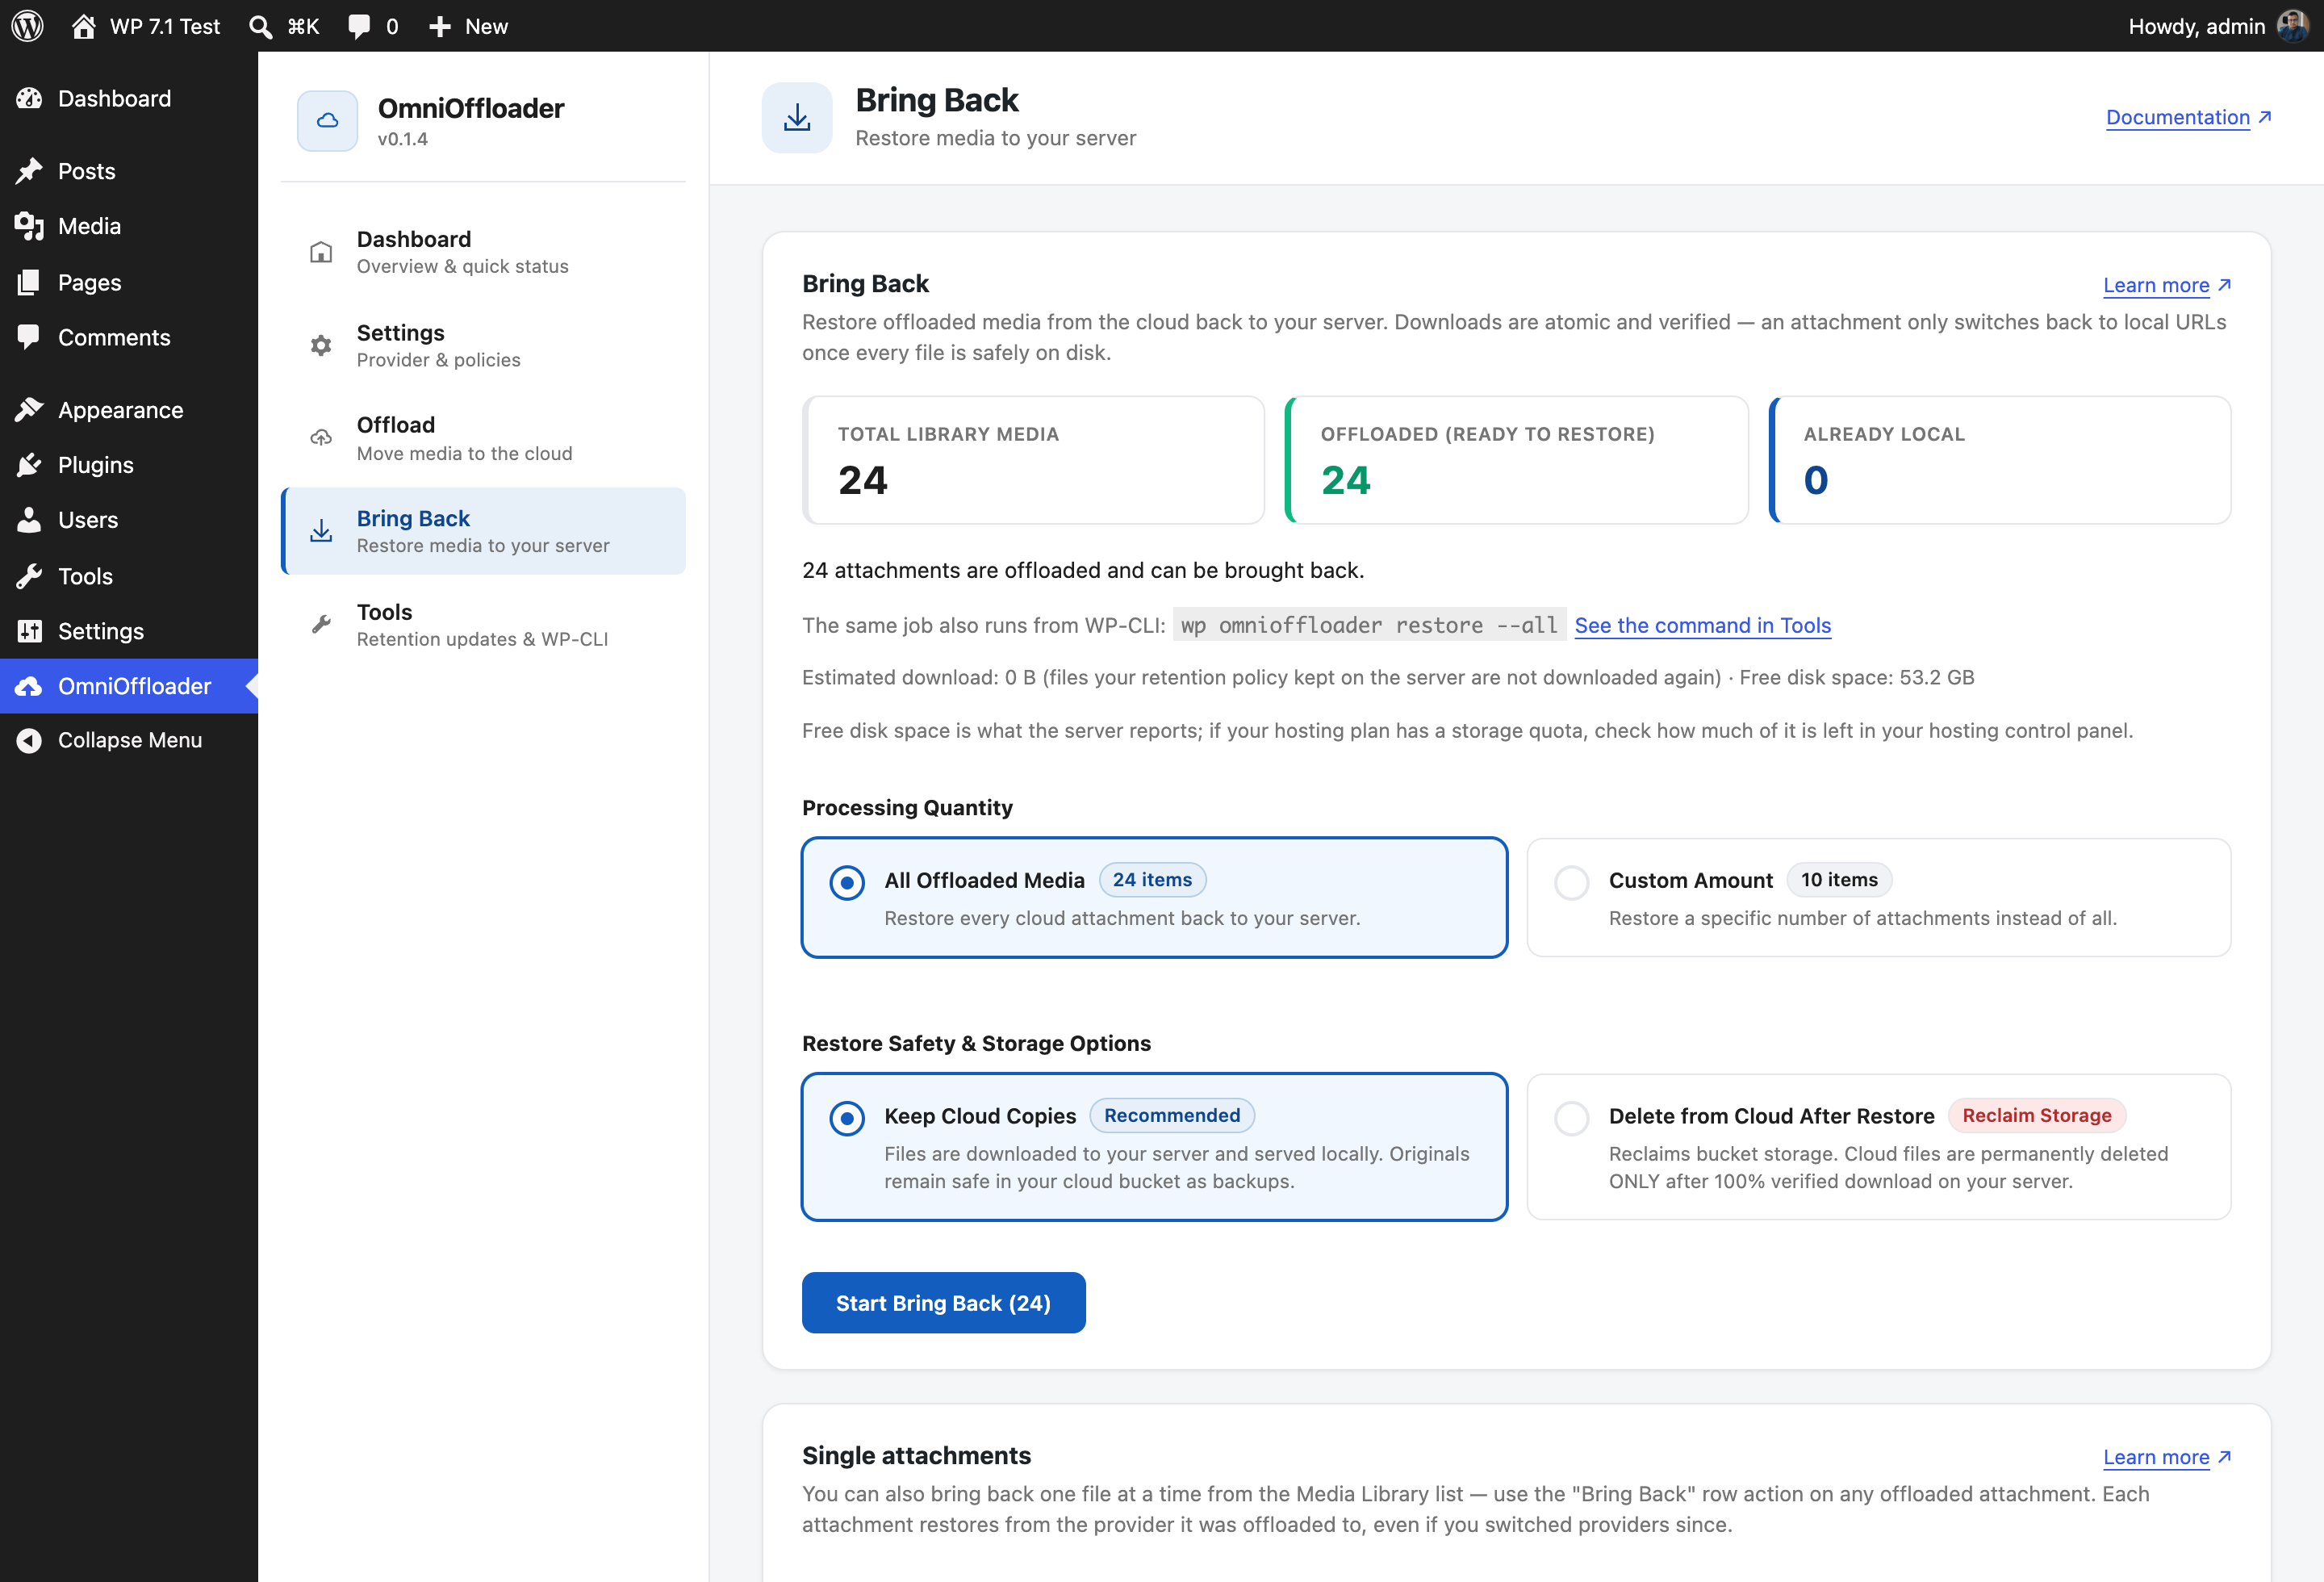 WP 7.1 Test
⌘K
0
New
Howdy, admin
Dashboard
Posts
Media
Pages
Comments
Appearance
Plugins
Users
Tools
Settings
OmniOffloader
Collapse Menu
OmniOffloader
v0.1.4
Dashboard
Overview & quick status
Settings
Provider & policies
Offload
Move media to the cloud
Bring Back
Restore media to your server
Tools
Retention updates & WP-CLI
Bring Back
Restore media to your server
Documentation ↗
Bring Back
Learn more ↗
Restore offloaded media from the cloud back to your server. Downloads are atomic and verified — an attachment only switches back to local URLs
once every file is safely on disk.
TOTAL LIBRARY MEDIA
24
OFFLOADED (READY TO RESTORE)
24
ALREADY LOCAL
0
24 attachments are offloaded and can be brought back.
The same job also runs from WP-CLI: wp omnioffloader restore --all See the command in Tools
Estimated download: 0 B (files your retention policy kept on the server are not downloaded again) · Free disk space: 53.2 GB
Free disk space is what the server reports; if your hosting plan has a storage quota, check how much of it is left in your hosting control panel.
Processing Quantity
All Offloaded Media 24 items
Restore every cloud attachment back to your server.
Custom Amount 10 items
Restore a specific number of attachments instead of all.
Restore Safety & Storage Options
Keep Cloud Copies Recommended
Files are downloaded to your server and served locally. Originals
remain safe in your cloud bucket as backups.
Delete from Cloud After Restore Reclaim Storage
Reclaims bucket storage. Cloud files are permanently deleted
ONLY after 100% verified download on your server.
Start Bring Back (24)
Single attachments
Learn more ↗
You can also bring back one file at a time from the Media Library list — use the "Bring Back" row action on any offloaded attachment. Each
attachment restores from the provider it was offloaded to, even if you switched providers since.